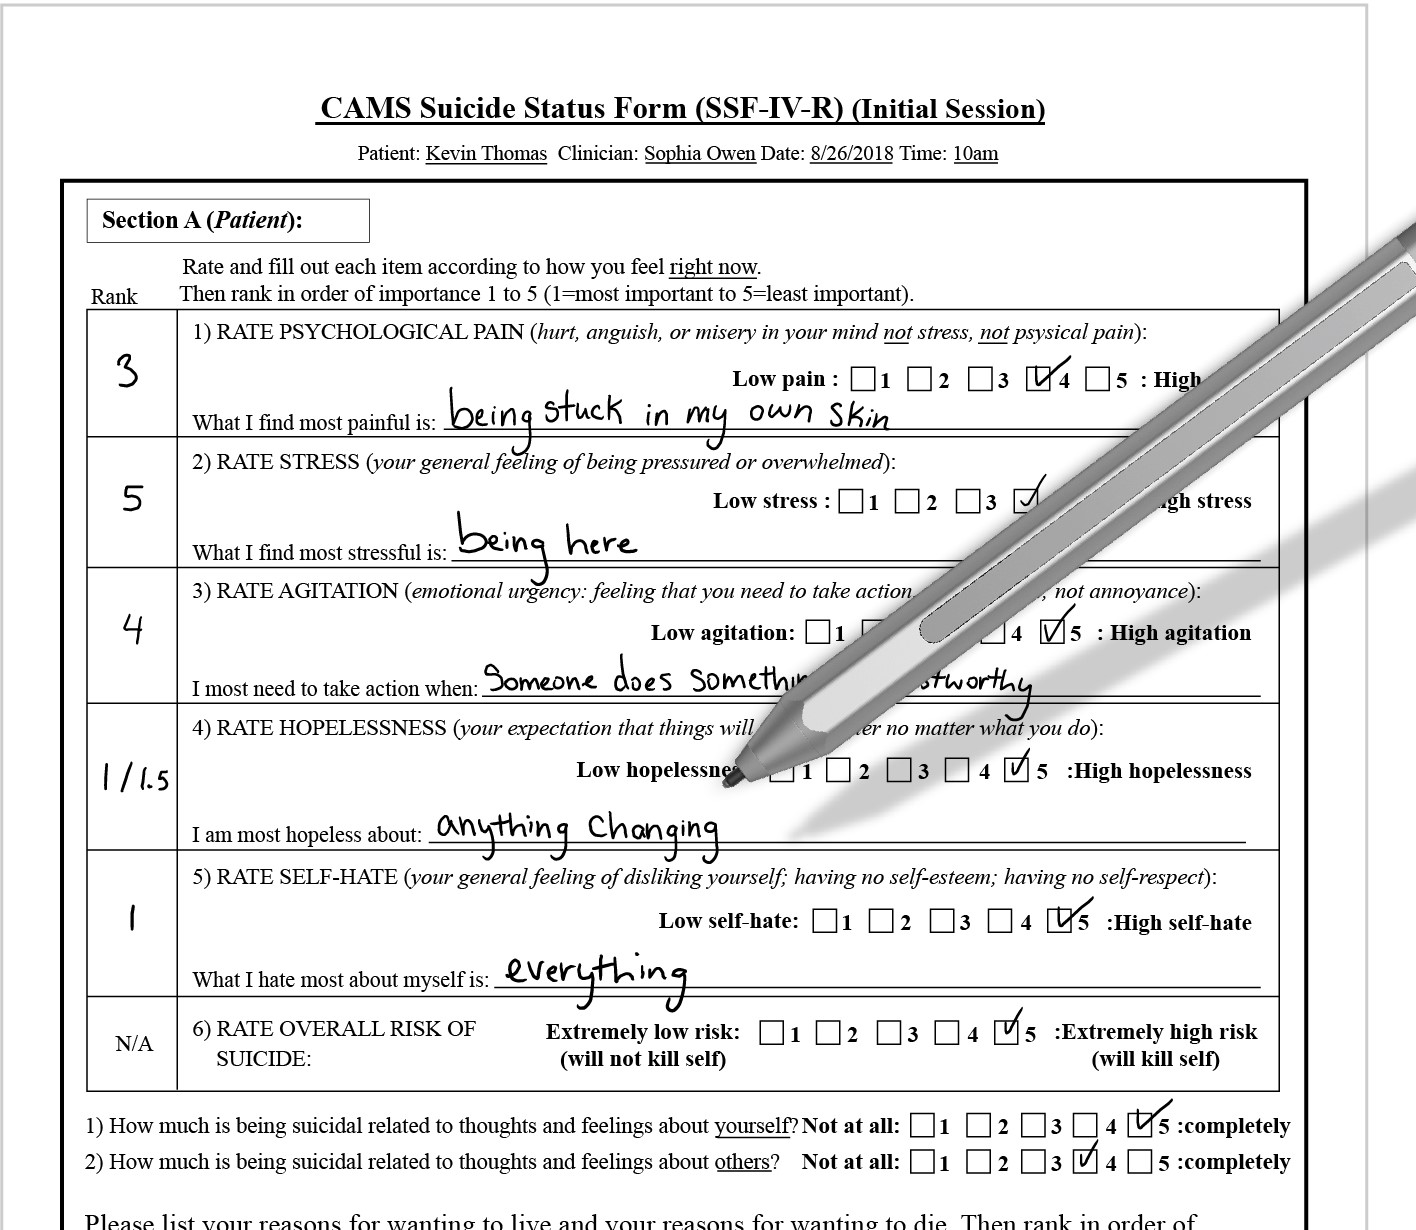 CAMS Suicide Status Form (SSF-IV-R) (Initial Session)
Patient: Kevin Thomas Clinician: Sophia Owen Date: 8/26/2018 Time: 10am
Section A (Patient):
Rate and fill out each item according to how you feel right now.
Rank Then rank in order of importance 1 to 5 (1=most important to 5=least important).
1) RATE PSYCHOLOGICAL PAIN (hurt, anguish, or misery in your mind not stress, not psysical pain):
3
Low pain : 1 2 3 4 5 : High
What I find most painful is: being stuck in my own skin
2) RATE STRESS (your general feeling of being pressured or overwhelmed):
5
Low stress : 1 2 3 stress
What I find most stressful is: being here
3) RATE AGITATION (emotional urgency: feeling that you need to take action, not annoyance):
4
Low agitation: 1 4 5 : High agitation
I most need to take action when: Someone does
4) RATE HOPELESSNESS (your expectation that things will no matter what you do):
1/1.5
Low 1 2 3 4 5 :High hopelessness
I am most hopeless about: anything Changing
5) RATE SELF-HATE (your general feeling of disliking yourself; having no self-esteem; having no self-respect):
1
Low self-hate: 1 2 3 4 5 :High self-hate
What I hate most about myself is: everything
6) RATE OVERALL RISK OF Extremely low risk: 1 2 3 4 5 :Extremely high risk
N/A
SUICIDE: (will not kill self) (will kill self)
1) How much is being suicidal related to thoughts and feelings about yourself? Not at all: 1 2 3 4 5 :completely
2) How much is being suicidal related to thoughts and feelings about others? Not at all: 1 2 3 4 5 :completely
Please list your reasons for wanting to live and your reasons for wanting to die. Then rank in order of